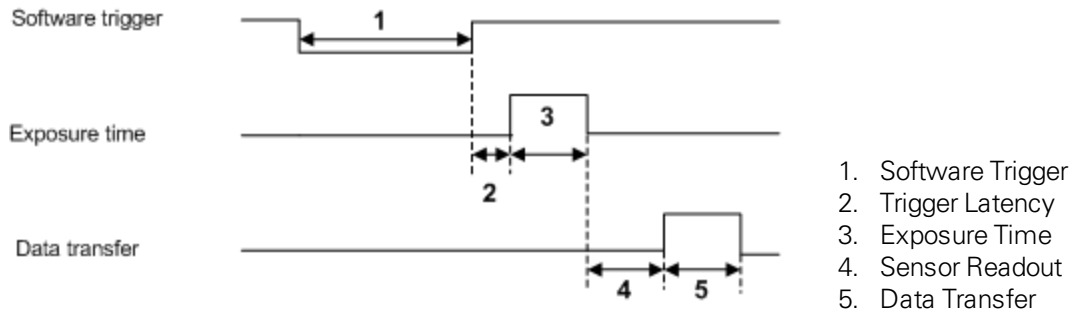 Software trigger
1
Exposure time
3
2
Data transfer
4
5
1. Software Trigger
2. Trigger Latency
3. Exposure Time
4. Sensor Readout
5. Data Transfer